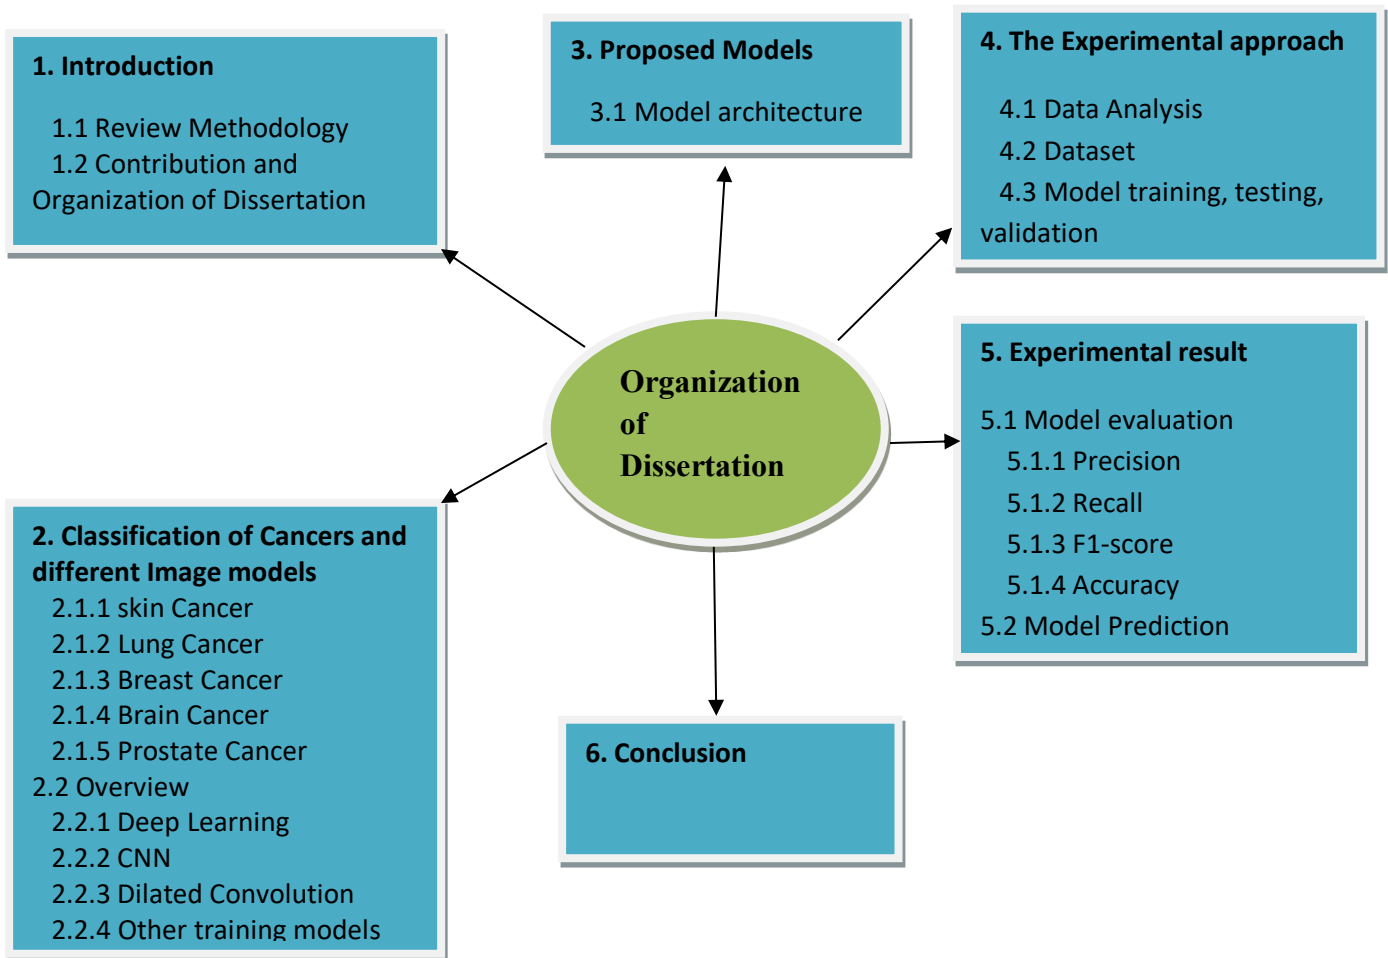 1. Introduction
1.1 Review Methodology
1.2 Contribution and
Organization of Dissertation
3. Proposed Models
3.1 Model architecture
4. The Experimental approach
4.1 Data Analysis
4.2 Dataset
4.3 Model training, testing,
validation
Organization
of
Dissertation
5. Experimental result
5.1 Model evaluation
5.1.1 Precision
5.1.2 Recall
5.1.3 F1-score
5.1.4 Accuracy
5.2 Model Prediction
2. Classification of Cancers and
different Image models
2.1.1 skin Cancer
2.1.2 Lung Cancer
2.1.3 Breast Cancer
2.1.4 Brain Cancer
2.1.5 Prostate Cancer
2.2 Overview
2.2.1 Deep Learning
2.2.2 CNN
2.2.3 Dilated Convolution
2.2.4 Other training models
6. Conclusion